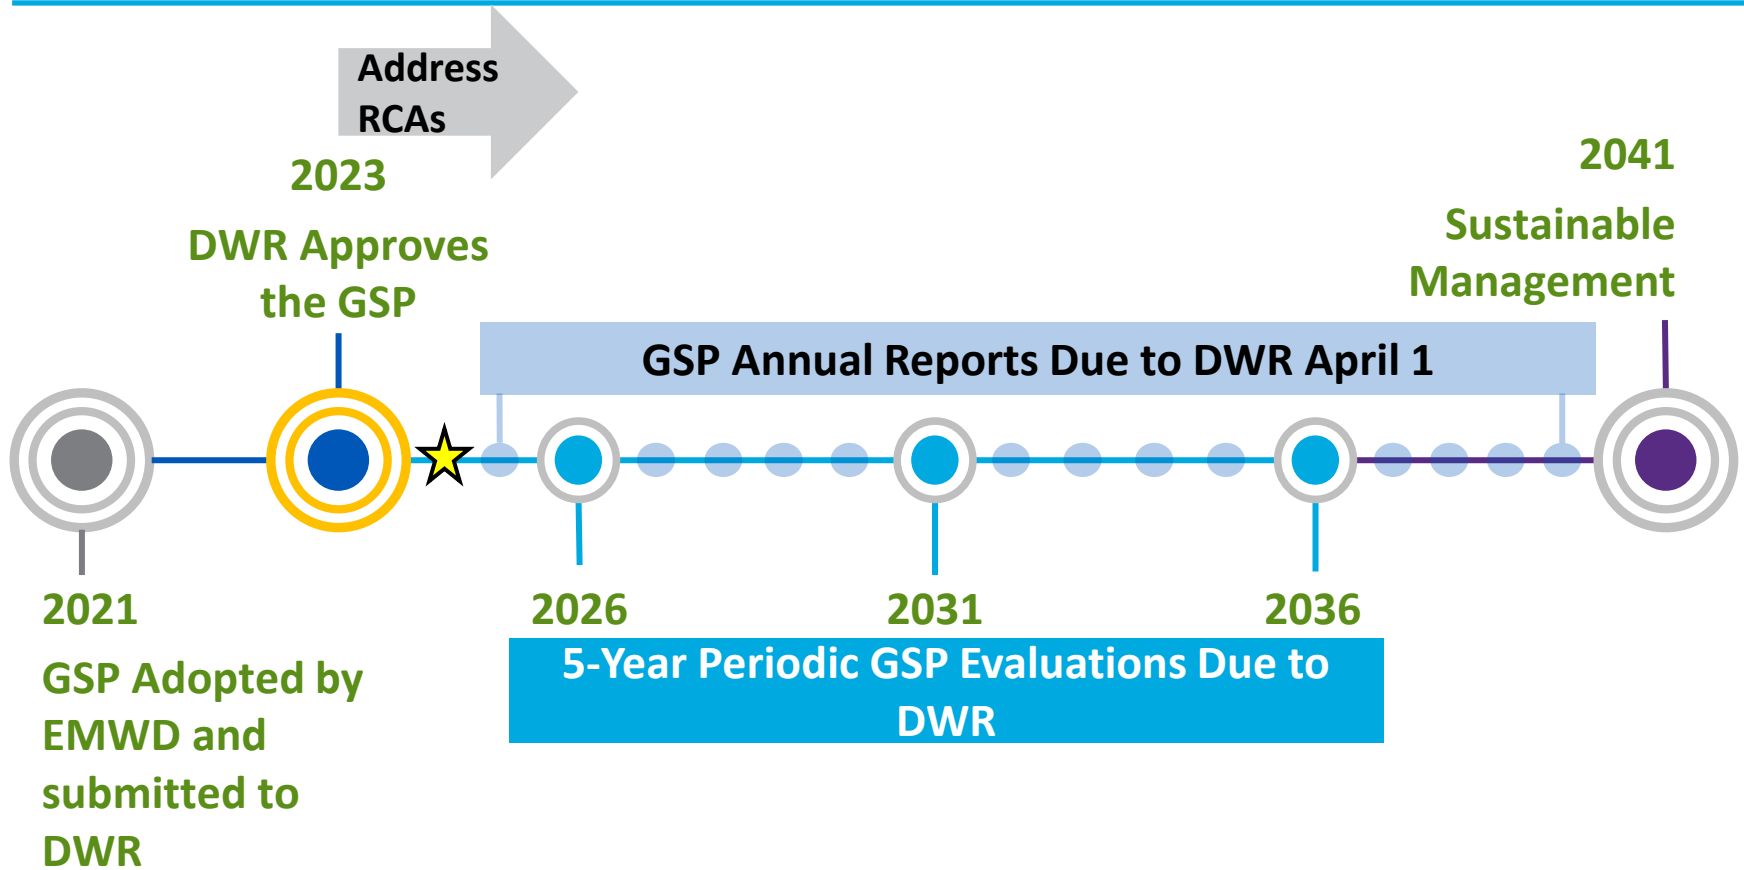 Address
RCAs
2023
DWR Approves
the GSP
2041
Sustainable
Management
GSP Annual Reports Due to DWR April 1
2021
GSP Adopted by
EMWD and
submitted to
DWR
2026
2031
2036
5-Year Periodic GSP Evaluations Due to
DWR